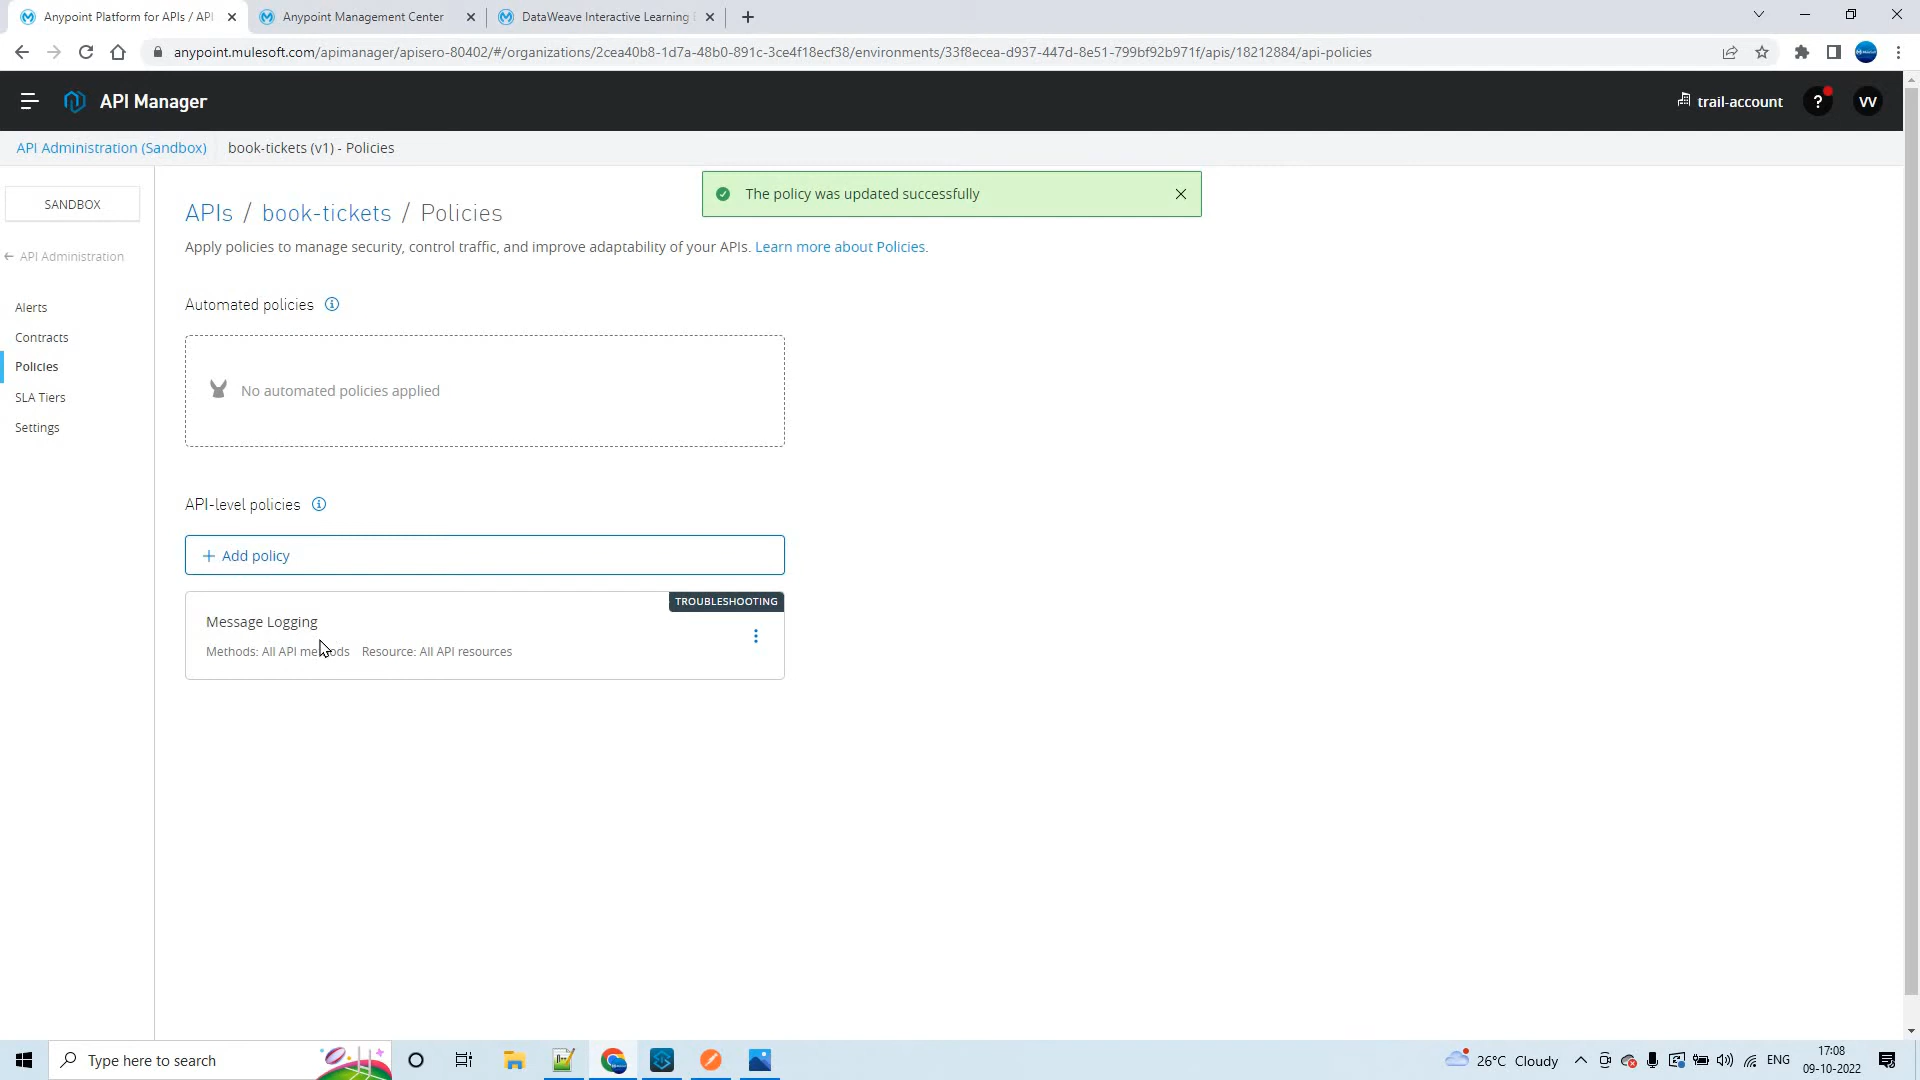 Anypoint Platform for APIs / API
Anypoint Management Center
DataWeave Interactive Learning
anypoint.mulesoft.com/apimanager/apisero-80402/#/organizations/2cea40b8-1d7a-48b0-891c-3ce4f18ecf38/environments/33f8ecea-d937-447d-8e51-799bf92b971f/apis/18212884/api-policies
API Manager
trail-account
?
VV
API Administration (Sandbox)
book-tickets (v1) - Policies
SANDBOX
The policy was updated successfully
APIs / book-tickets / Policies
Apply policies to manage security, control traffic, and improve adaptability of your APIs. Learn more about Policies.
API Administration
Alerts
Contracts
Policies
SLA Tiers
Settings
Automated policies
No automated policies applied
API-level policies
+ Add policy
TROUBLESHOOTING
Message Logging
Methods: All API methods Resource: All API resources
Type here to search
26°C Cloudy
ENG
17:08
09-10-2022